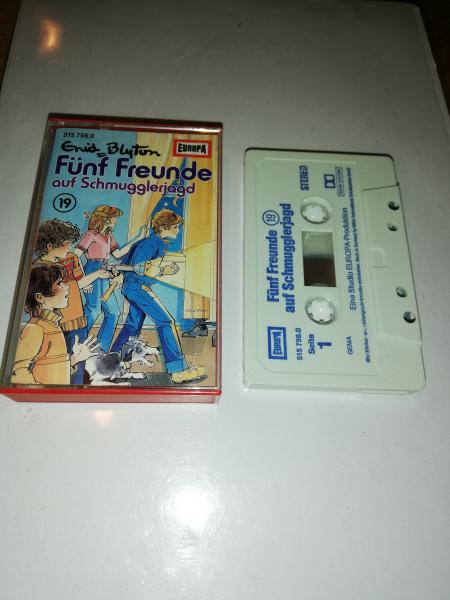 515 756.0
Enid Blyton
EUROPA
Fünf Freunde
auf Schmugglerjagd
19
Fünf Freunde 19
auf Schmugglerjagd
STEREO
EUROPA
515 756.0
Seite
1
Eine Studio EUROPA-Produktion
GEMA